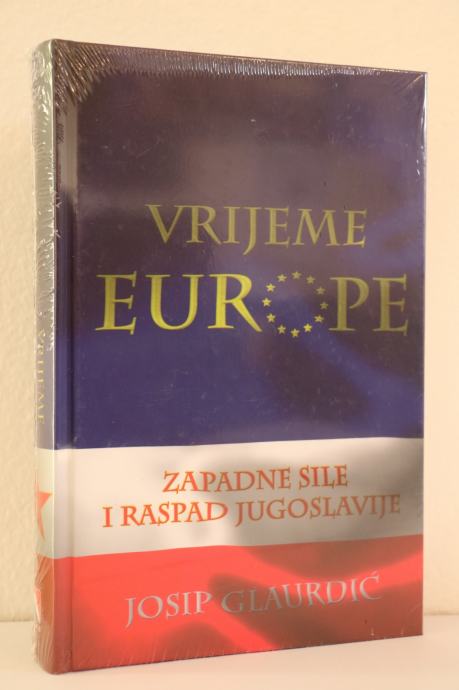 VRIJEME
EUROPE
ZAPADNE SILE
I RASPAD JUGOSLAVIJE
JOSIP GLAURDIĆ